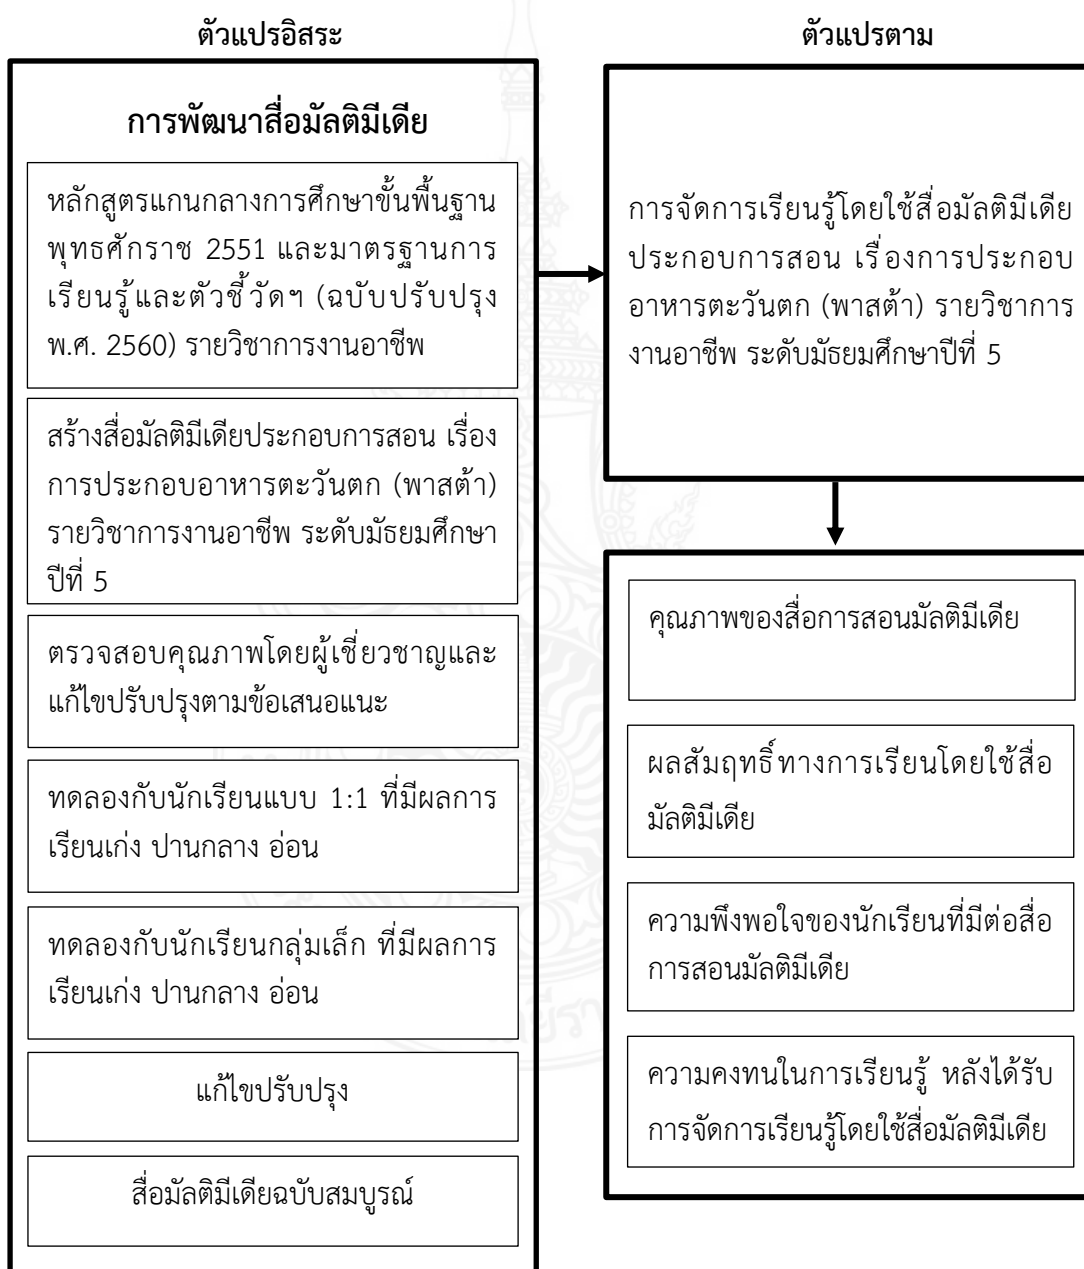 ตัวแปรอิสระ
การพัฒนาสื่อมัลติมีเดีย
หลักสูตรแกนกลางการศึกษาขั้นพื้นฐาน
พุทธศักราช 2551 และมาตรฐานการ
เรียนรู้และตัวชี้วัดฯ (ฉบับปรับปรุง
พ.ศ. 2560) รายวิชาการงานอาชีพ
สร้างสื่อมัลติมีเดียประกอบการสอน เรื่อง
การประกอบอาหารตะวันตก (พาสต้า)
รายวิชาการงานอาชีพ ระดับมัธยมศึกษา
ปีที่ 5
ตรวจสอบคุณภาพโดยผู้เชี่ยวชาญและ
แก้ไขปรับปรุงตามข้อเสนอแนะ
ทดลองกับนักเรียนแบบ 1:1 ที่มีผลการ
เรียนเก่ง ปานกลาง อ่อน
ทดลองกับนักเรียนกลุ่มเล็ก ที่มีผลการ
เรียนเก่ง ปานกลาง อ่อน
แก้ไขปรับปรุง
สื่อมัลติมีเดียฉบับสมบูรณ์
ตัวแปรตาม
การจัดการเรียนรู้โดยใช้สื่อมัลติมีเดีย
ประกอบการสอน เรื่องการประกอบ
อาหารตะวันตก (พาสต้า) รายวิชาการ
งานอาชีพ ระดับมัธยมศึกษาปีที่ 5
คุณภาพของสื่อการสอนมัลติมีเดีย
ผลสัมฤทธิ์ทางการเรียนโดยใช้สื่อ
มัลติมีเดีย
ความพึงพอใจของนักเรียนที่มีต่อสื่อ
การสอนมัลติมีเดีย
ความคงทนในการเรียนรู้ หลังได้รับ
การจัดการเรียนรู้โดยใช้สื่อมัลติมีเดีย